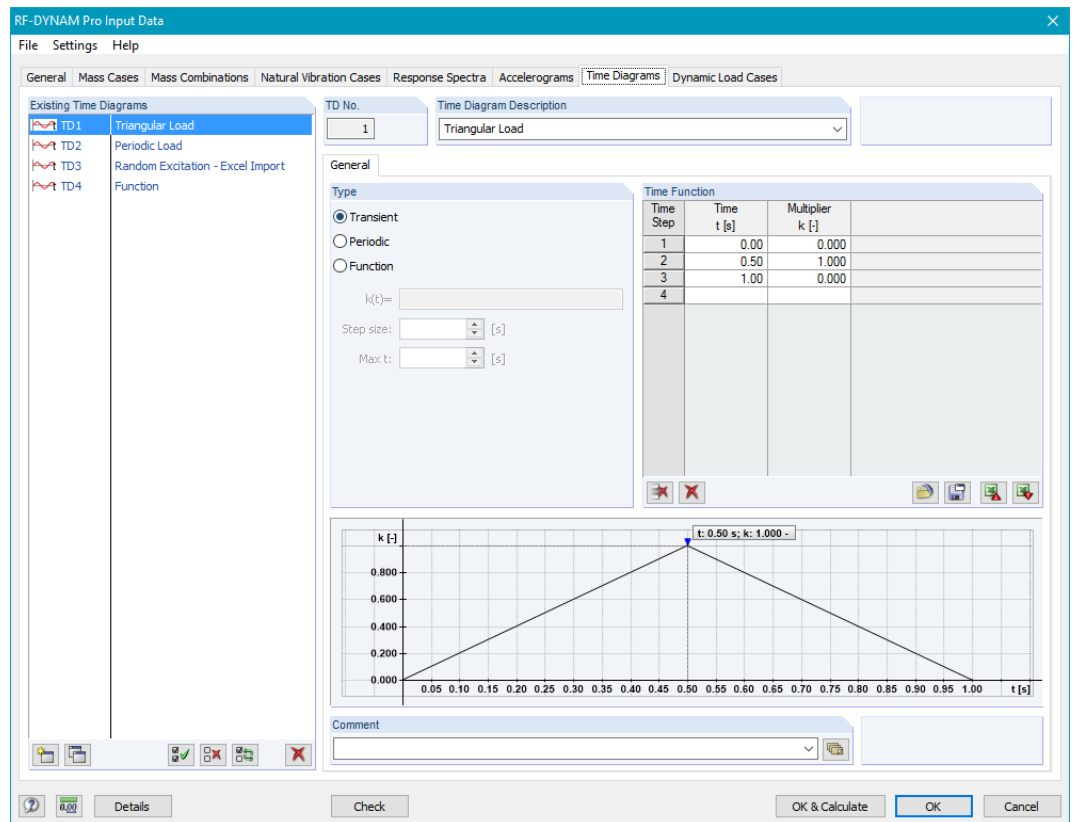 RF-DYNAM Pro Input Data
File Settings Help
General Mass Cases Mass Combinations Natural Vibration Cases Response Spectra Accelerograms Time Diagrams Dynamic Load Cases
Existing Time Diagrams
TD1 Triangular Load
TD2 Periodic Load
TD3 Random Excitation - Excel Import
TD4 Function
TD No.
1
Time Diagram Description
Triangular Load
General
Type
Transient
Periodic
Function
k(t)=
Step size: [s]
Max t: [s]
Time Function
Time Step Time t [s] Multiplier k [-]
1 0.00 0.000
2 0.50 1.000
3 1.00 0.000
4
k [-]
t: 0.50 s; k: 1.000 -
0.800
0.600
0.400
0.200
0.000
0.05 0.10 0.15 0.20 0.25 0.30 0.35 0.40 0.45 0.50 0.55 0.60 0.65 0.70 0.75 0.80 0.85 0.90 0.95 1.00 t [s]
Comment
0.00 Details Check OK & Calculate OK Cancel